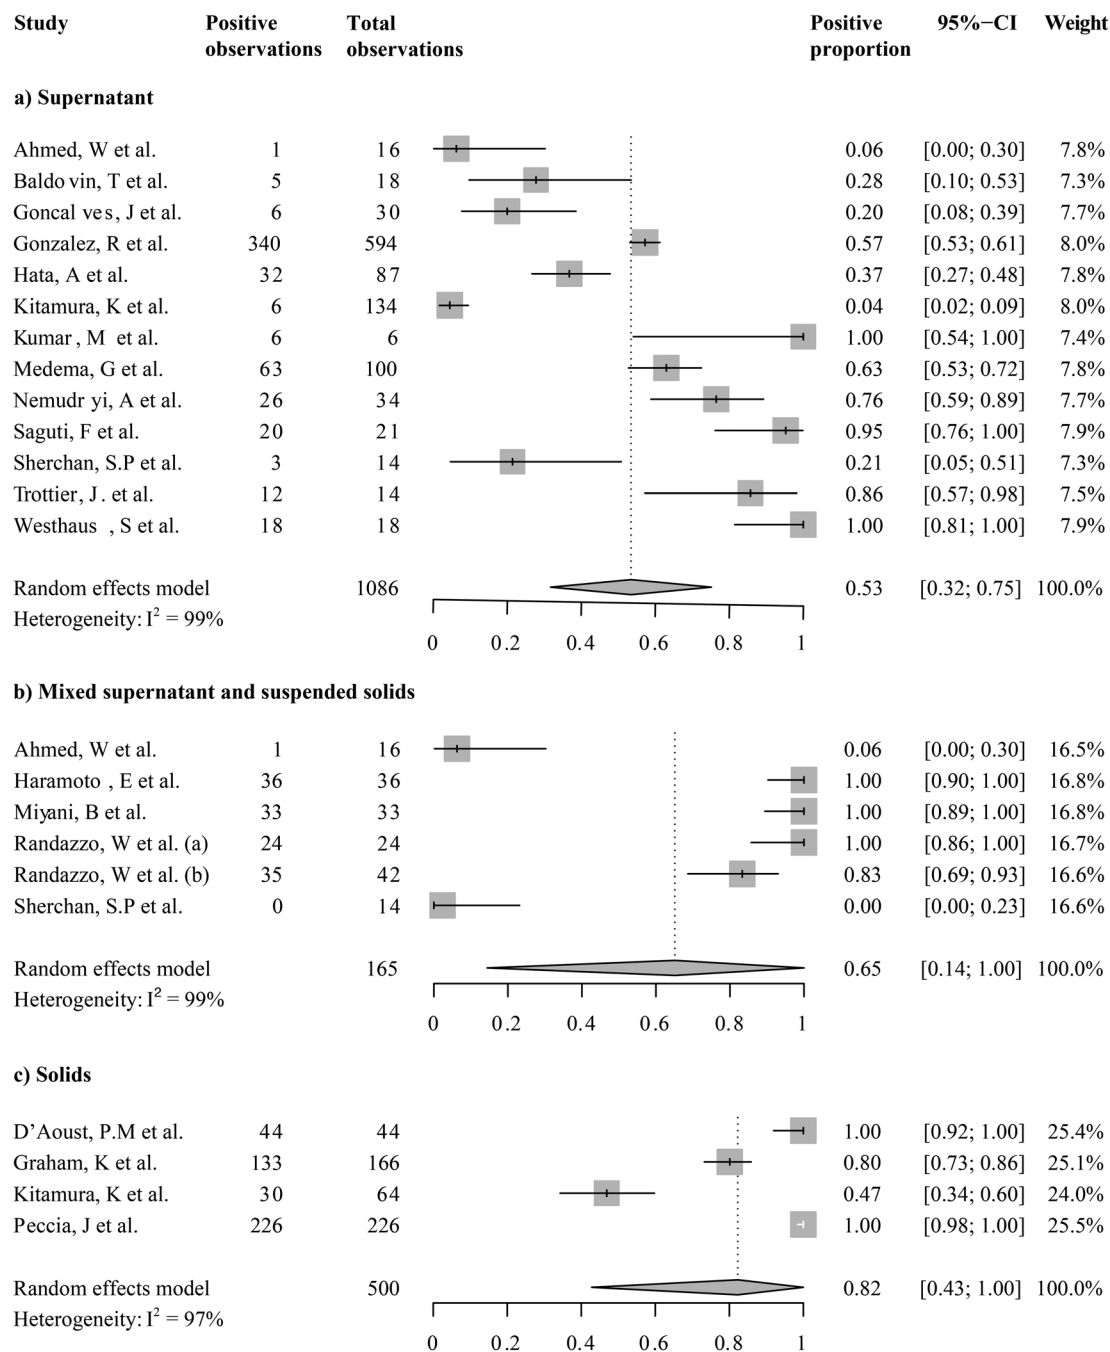 Study Positive observations Total observations Positive proportion 95%−CI Weight
a) Supernatant
Ahmed, W et al. 1 16 0.06 [0.00; 0.30] 7.8%
Baldo vin, T et al. 5 18 0.28 [0.10; 0.53] 7.3%
Goncal ves, J et al. 6 30 0.20 [0.08; 0.39] 7.7%
Gonzalez, R et al. 340 594 0.57 [0.53; 0.61] 8.0%
Hata, A et al. 32 87 0.37 [0.27; 0.48] 7.8%
Kitamura, K et al. 6 134 0.04 [0.02; 0.09] 8.0%
Kumar, M et al. 6 6 1.00 [0.54; 1.00] 7.4%
Medema, G et al. 63 100 0.63 [0.53; 0.72] 7.8%
Nemudr yi, A et al. 26 34 0.76 [0.59; 0.89] 7.7%
Saguti, F et al. 20 21 0.95 [0.76; 1.00] 7.9%
Sherchan, S.P et al. 3 14 0.21 [0.05; 0.51] 7.3%
Trottier, J. et al. 12 14 0.86 [0.57; 0.98] 7.5%
Westhaus , S et al. 18 18 1.00 [0.81; 1.00] 7.9%
Random effects model 1086 0.53 [0.32; 0.75] 100.0%
Heterogeneity: I² = 99%
0 0.2 0.4 0.6 0.8 1
b) Mixed supernatant and suspended solids
Ahmed, W et al. 1 16 0.06 [0.00; 0.30] 16.5%
Haramoto , E et al. 36 36 1.00 [0.90; 1.00] 16.8%
Miyani, B et al. 33 33 1.00 [0.89; 1.00] 16.8%
Randazzo, W et al. (a) 24 24 1.00 [0.86; 1.00] 16.7%
Randazzo, W et al. (b) 35 42 0.83 [0.69; 0.93] 16.6%
Sherchan, S.P et al. 0 14 0.00 [0.00; 0.23] 16.6%
Random effects model 165 0.65 [0.14; 1.00] 100.0%
Heterogeneity: I² = 99%
0 0.2 0.4 0.6 0.8 1
c) Solids
D’Aoust, P.M et al. 44 44 1.00 [0.92; 1.00] 25.4%
Graham, K et al. 133 166 0.80 [0.73; 0.86] 25.1%
Kitamura, K et al. 30 64 0.47 [0.34; 0.60] 24.0%
Peccia, J et al. 226 226 1.00 [0.98; 1.00] 25.5%
Random effects model 500 0.82 [0.43; 1.00] 100.0%
Heterogeneity: I² = 97%
0 0.2 0.4 0.6 0.8 1